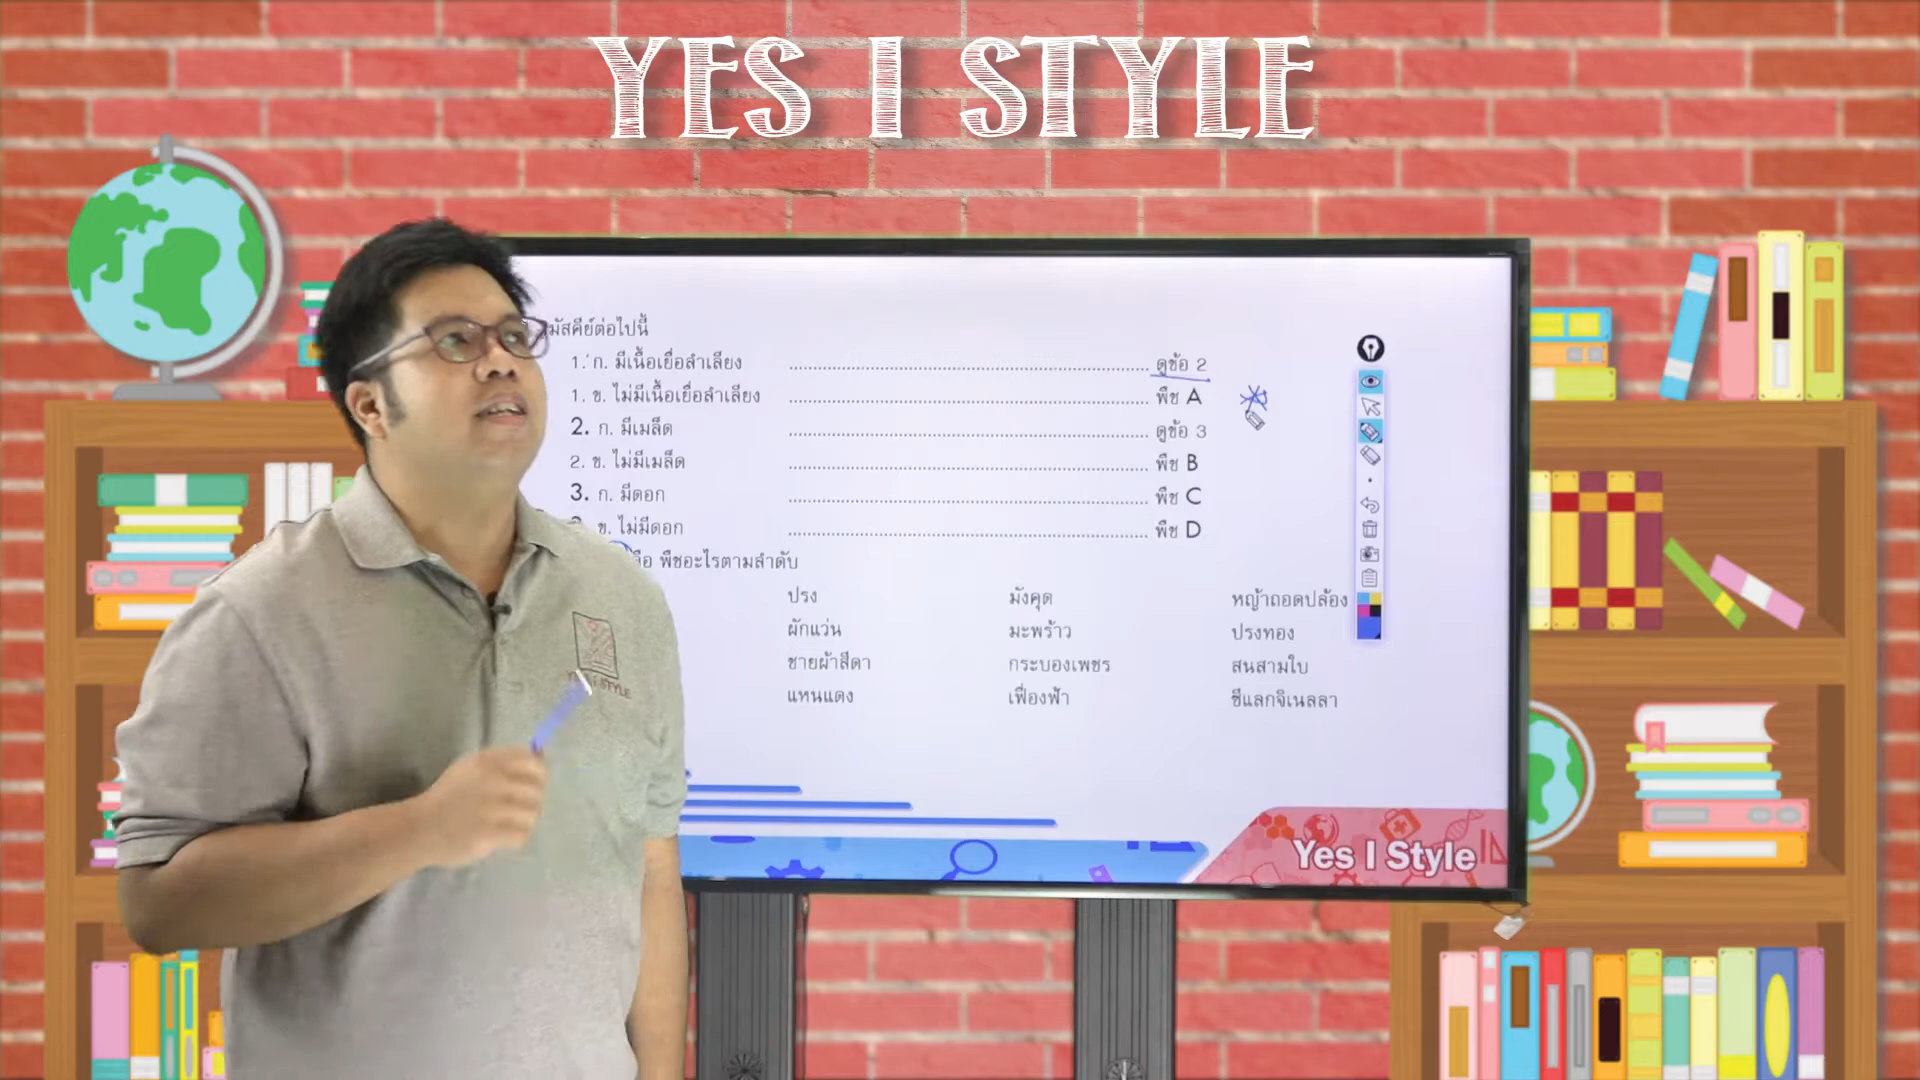 YES I STYLE
มัสคีย์ต่อไปนี้
1. ก. มีเนื้อเยื่อลำเลียง ดูข้อ 2
1. ข. ไม่มีเนื้อเยื่อลำเลียง พืช A
2. ก. มีเมล็ด ดูข้อ 3
2. ข. ไม่มีเมล็ด พืช B
3. ก. มีดอก พืช C
ข. ไม่มีดอก พืช D
พืชอะไรตามลำดับ
ปรง มังคุด หญ้าถอดปล้อง
ผักแว่น มะพร้าว ปรงทอง
ชายผ้าสีดา กระบองเพชร สนสามใบ
แหนแดง เฟื่องฟ้า ซีแลกจิเนลลา
Yes I Style